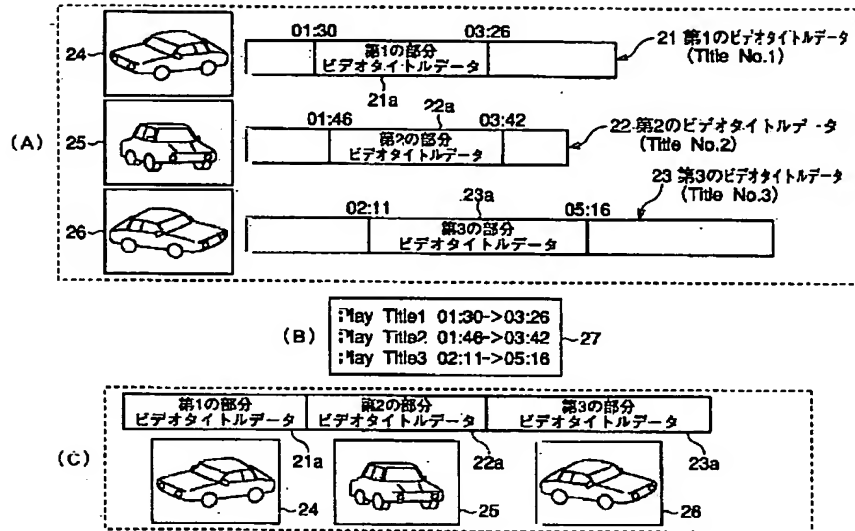 (A)
24
01:30
03:26
第1の部分
ビデオタイトルデータ
21a
21 第1のビデオタイトルデータ
(Title No.1)
25
01:46
22a
03:42
第2の部分
ビデオタイトルデータ
22 第2のビデオタイトルデータ
(Title No.2)
26
02:11
23a
05:16
第3の部分
ビデオタイトルデータ
23 第3のビデオタイトルデータ
(Title No.3)
(B)
Play Title1 01:30->03:26
Play Title2 01:46->03:42
Play Title3 02:11->05:16
27
(C)
第1の部分
ビデオタイトルデータ
第2の部分
ビデオタイトルデータ
第3の部分
ビデオタイトルデータ
21a
22a
23a
24
25
26